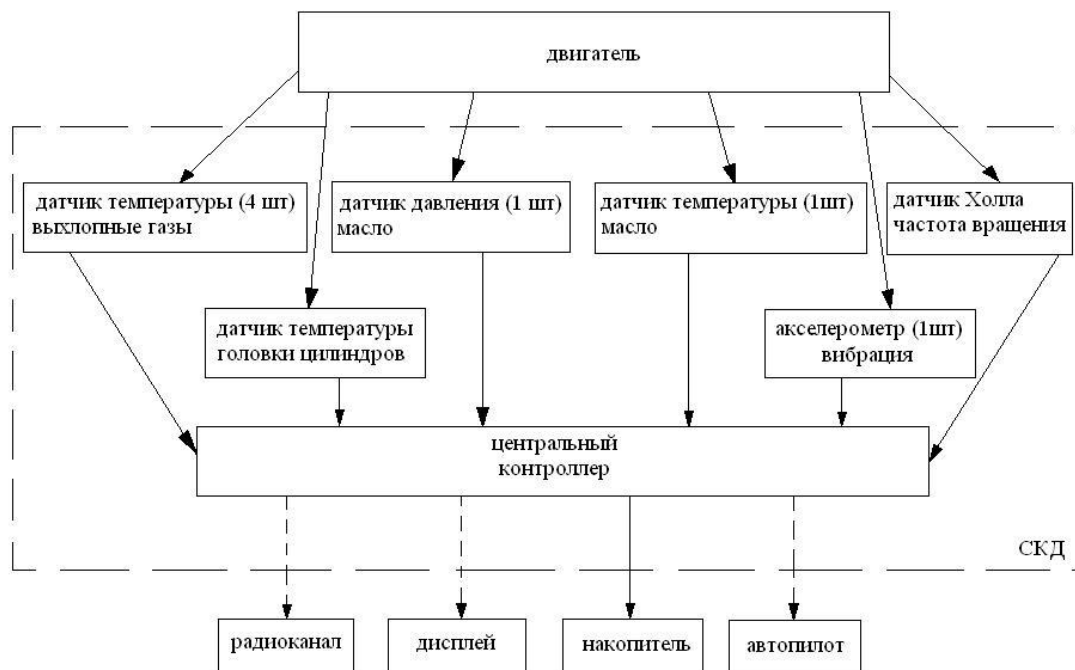 двигатель
датчик температуры (4 шт)
выхлопные газы
датчик давления (1 шт)
масло
датчик температуры (1шт)
масло
датчик Холла
частота вращения
датчик температуры
головки цилиндров
акселерометр (1шт)
вибрация
центральный
контроллер
СКД
радиоканал
дисплей
накопитель
автопилот